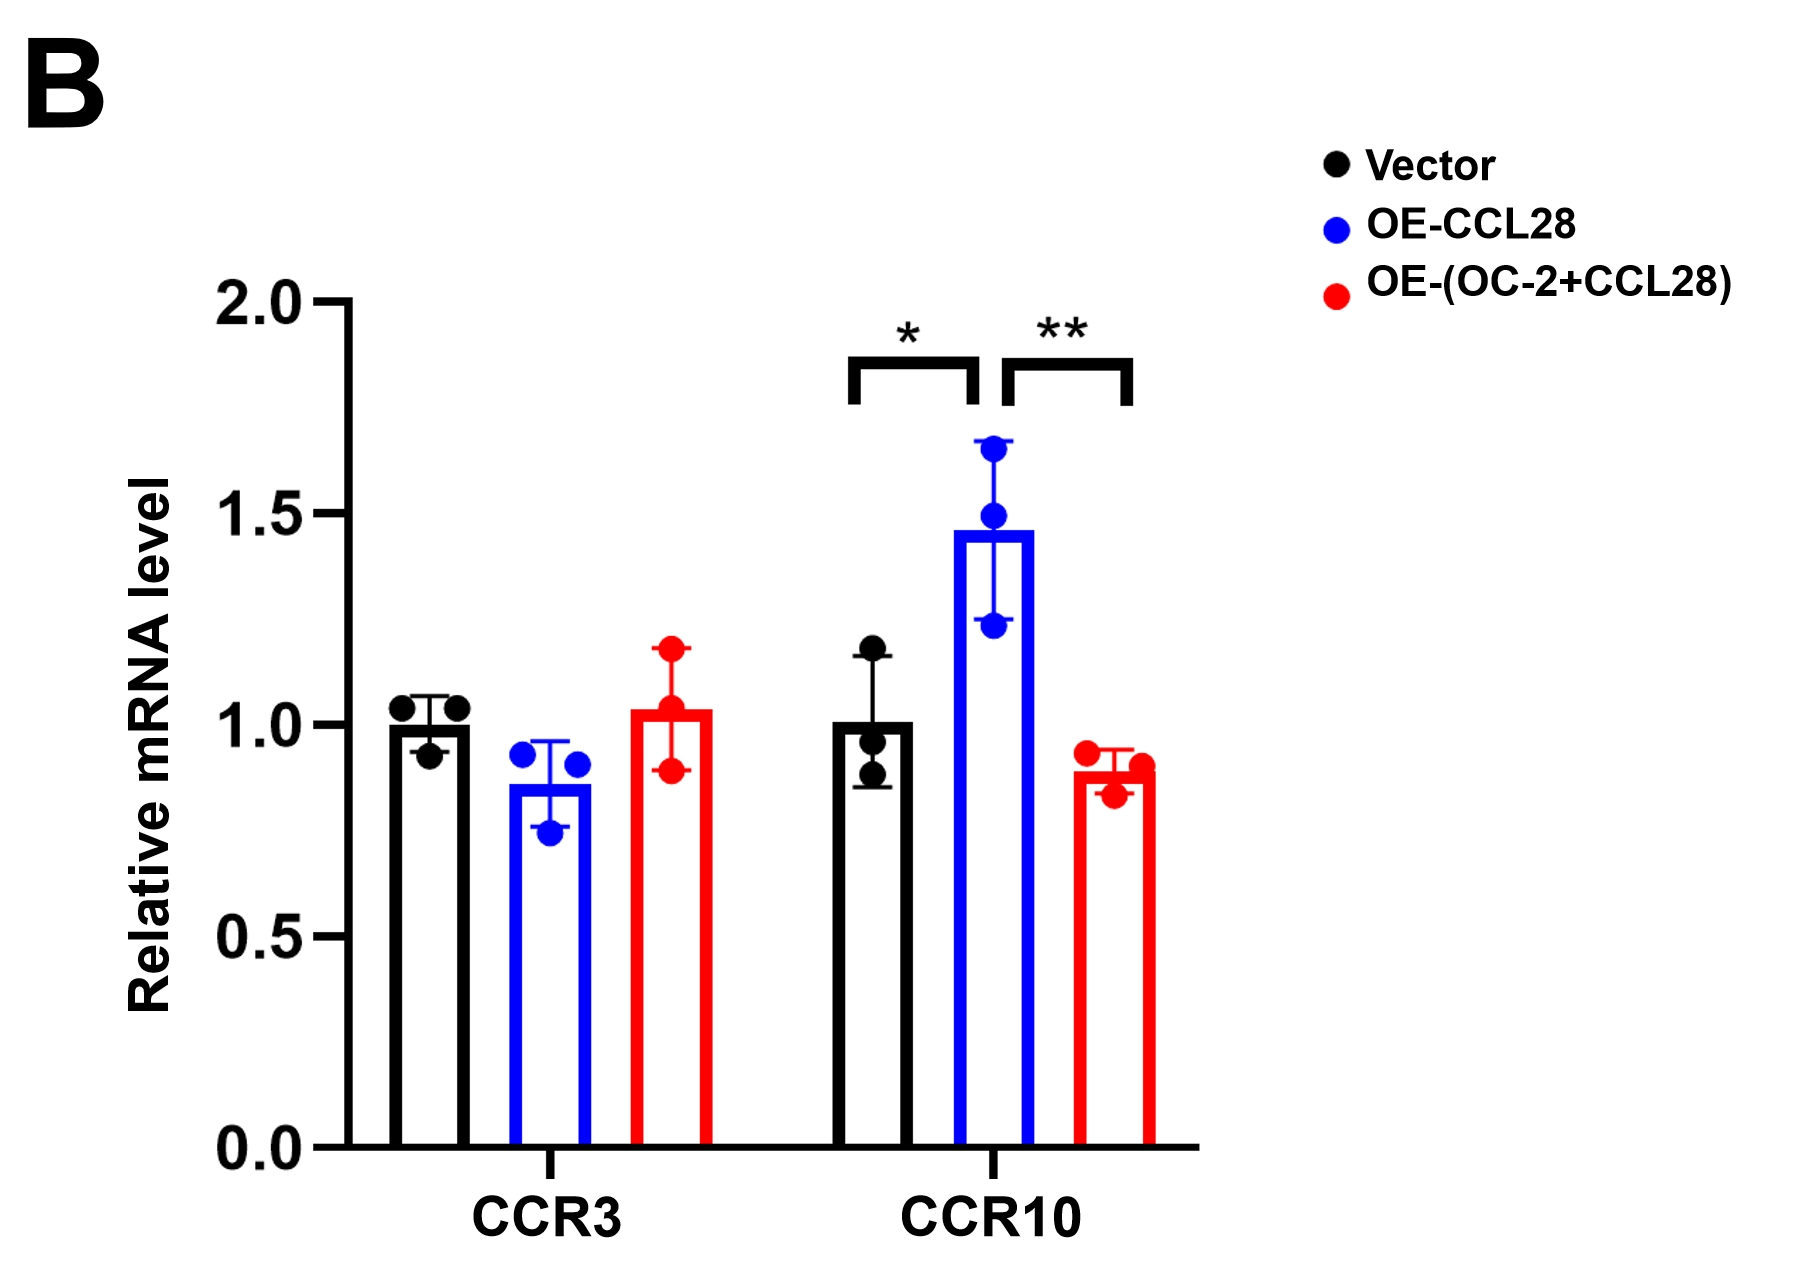 B
Vector
OE-CCL28
OE-(OC-2+CCL28)
2.0
* **
1.5
1.0
0.5
0.0
Relative mRNA level
CCR3 CCR10